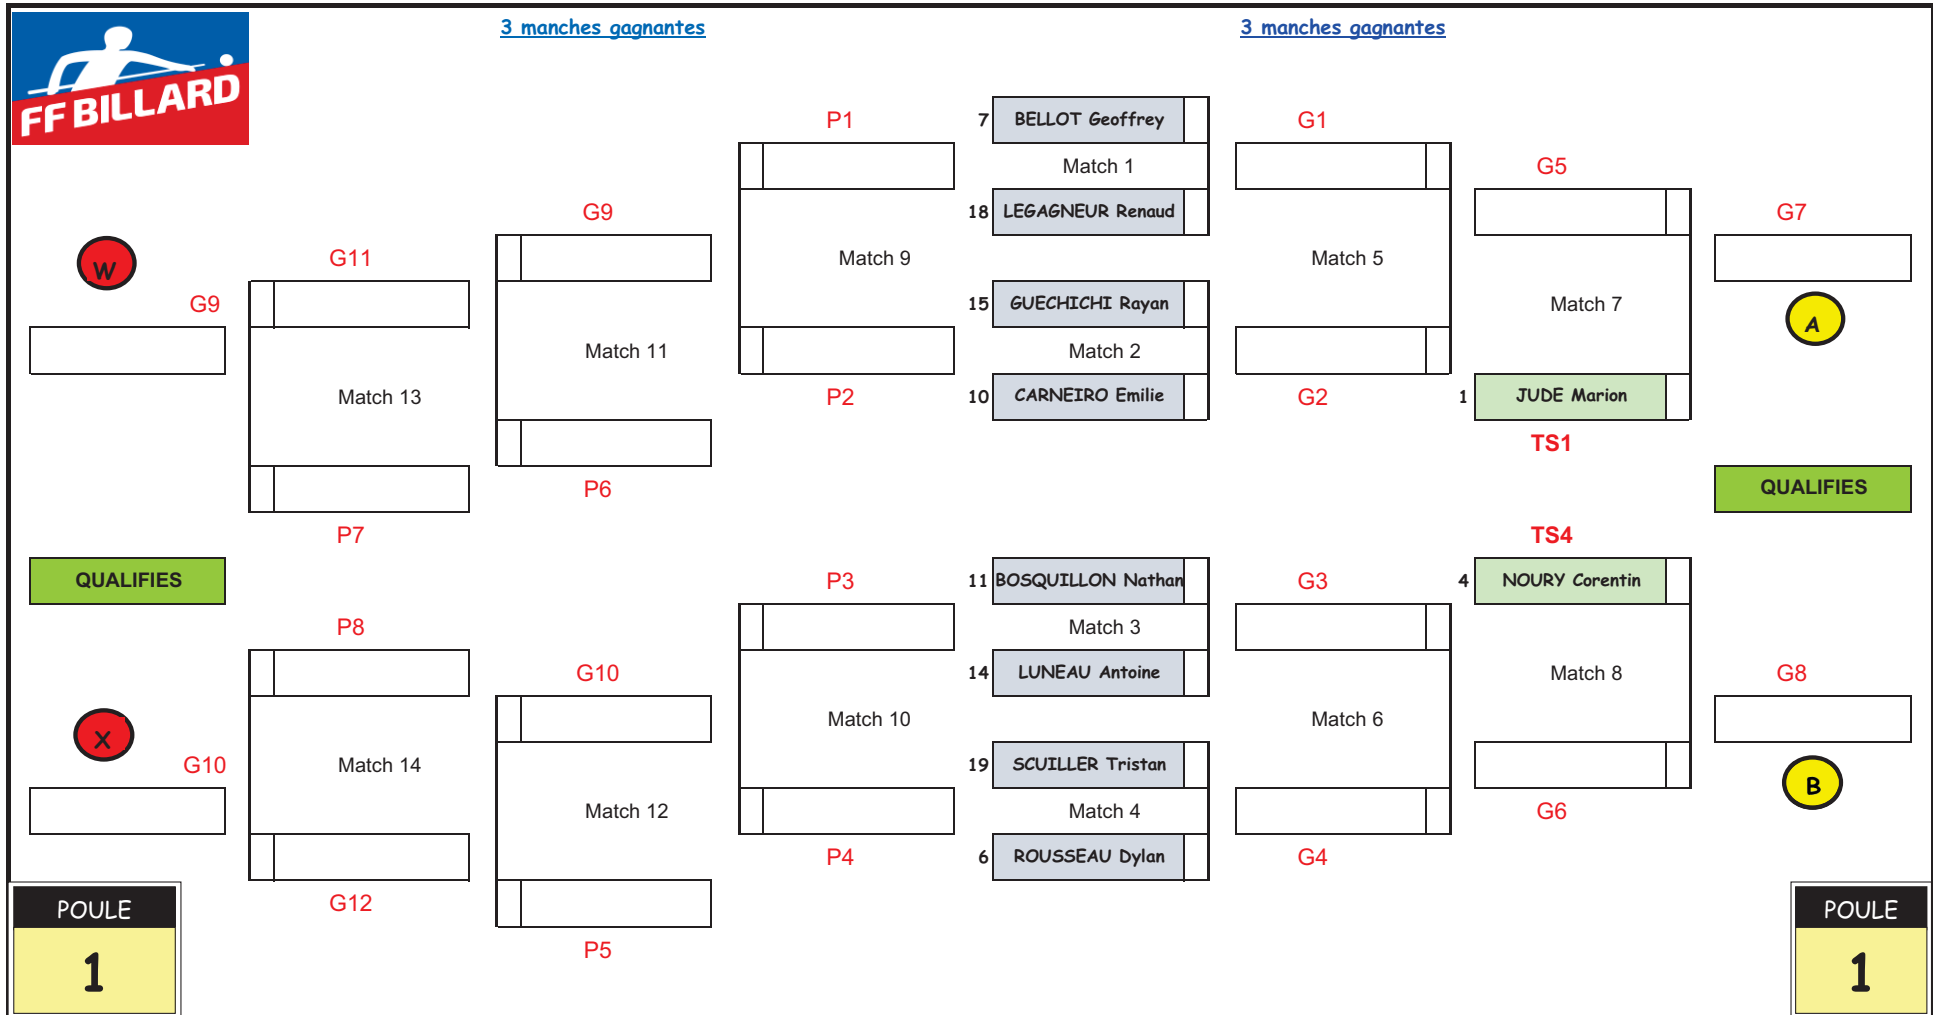 3 manches gagnantes
3 manches gagnantes
FF BILLARD
P1
7
BELLOT Geoffrey
G1
Match 1
G5
G9
18
LEGAGNEUR Renaud
G7
W
G11
Match 9
Match 5
G9
15
GUECHICHI Rayan
Match 7
A
Match 11
Match 2
Match 13
P2
10
CARNEIRO Emilie
G2
1
JUDE Marion
TS1
P6
QUALIFIES
P7
TS4
QUALIFIES
P3
11
BOSQUILLON Nathan
G3
4
NOURY Corentin
P8
Match 3
G10
14
LUNEAU Antoine
Match 8
G8
X
Match 10
Match 6
G10
Match 14
19
SCUILLER Tristan
B
Match 12
Match 4
G6
P4
6
ROUSSEAU Dylan
G4
POULE
G12
POULE
P5
1
1